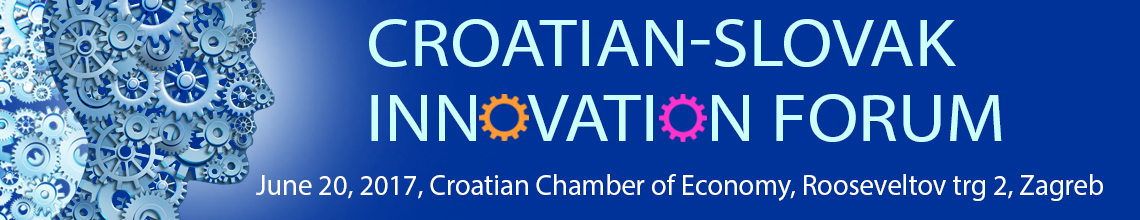 CROATIAN-SLOVAK
INNOVATION FORUM
June 20, 2017, Croatian Chamber of Economy, Rooseveltov trg 2, Zagreb